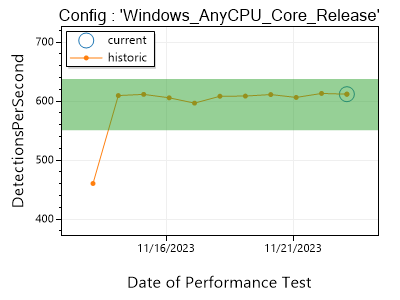 Config : 'Windows_AnyCPU_Core_Release'
current
historic
700
600
500
400
DetectionsPerSecond
11/16/2023
11/21/2023
Date of Performance Test